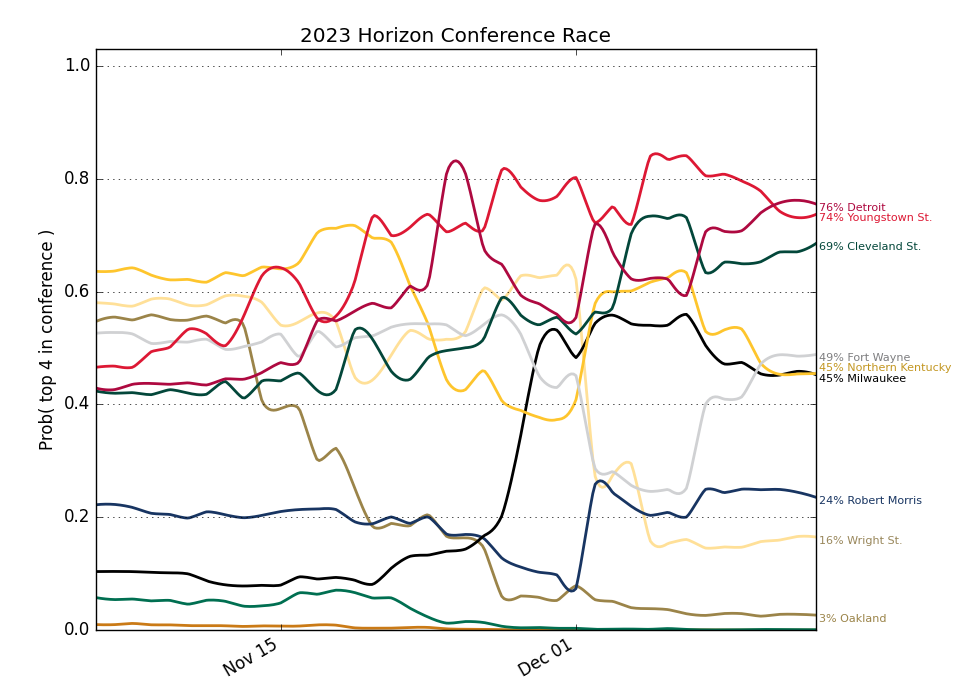 2023 Horizon Conference Race
Prob( top 4 in conference )
1.0
0.8
0.6
0.4
0.2
0.0
Nov 15
Dec 01
76% Detroit
74% Youngstown St.
69% Cleveland St.
49% Fort Wayne
45% Northern Kentucky
45% Milwaukee
24% Robert Morris
16% Wright St.
3% Oakland